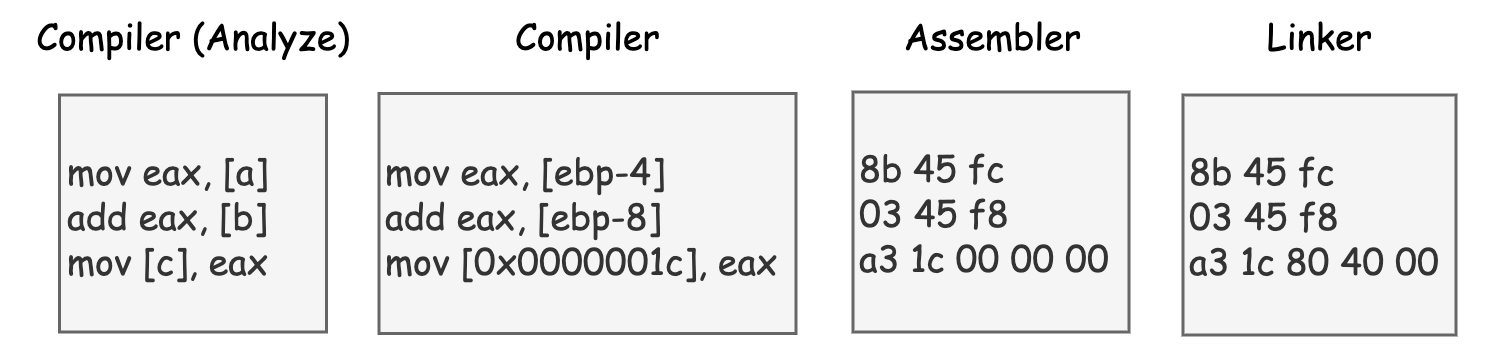 Compiler (Analyze)
Compiler
Assembler
Linker
mov eax, [a]
add eax, [b]
mov [c], eax
mov eax, [ebp-4]
add eax, [ebp-8]
mov [0x0000001c], eax
8b 45 fc
03 45 f8
a3 1c 00 00 00
8b 45 fc
03 45 f8
a3 1c 80 40 00